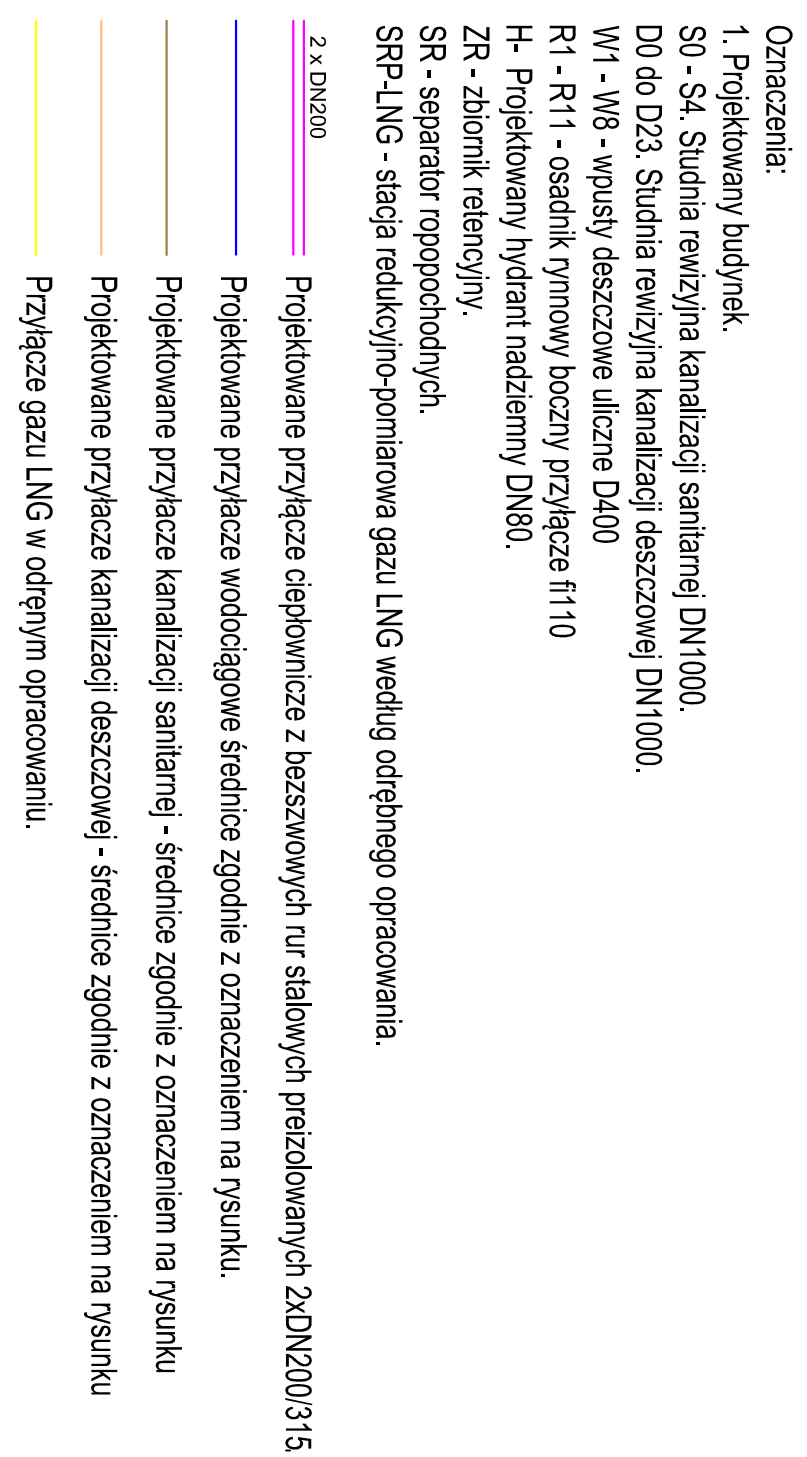 Oznaczenia:
1. Projektowany budynek.
S0 - S4. Studnia rewizyjna kanalizacji sanitarnej DN1000.
D0 do D23. Studnia rewizyjna kanalizacji deszczowej DN1000.
W1 - W8 - wpusty deszczowe uliczne D400
R1 - R11 - osadnik rynnowy boczny przyłącze fi110
H- Projektowany hydrant nadziemny DN80.
ZR - zbiornik retencyjny.
SR - separator ropopochodnych.
SRP-LNG - stacja redukcyjno-pomiarowa gazu LNG według odrębnego opracowania.
2 x DN200
Projektowane przyłącze ciepłownicze z bezszwowych rur stalowych preizolowanych 2xDN200/315
Projektowane przyłacze wodociągowe średnice zgodnie z oznaczeniem na rysunku.
Projektowane przyłącze kanalizacji sanitarnej - średnice zgodnie z oznaczeniem na rysunku
Projektowane przyłacze kanalizacji deszczowej - średnice zgodnie z oznaczeniem na rysunku
Przyłącze gazu LNG w odręnym opracowaniu.